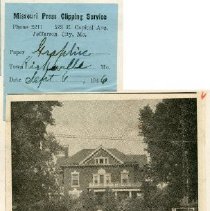 Missouri Press Clipping Service
Phone 2311 222 E. Capitol Ave.
Jefferson City, Mo.
Paper Graphic
Town Mo.
Date Sept 6 1946